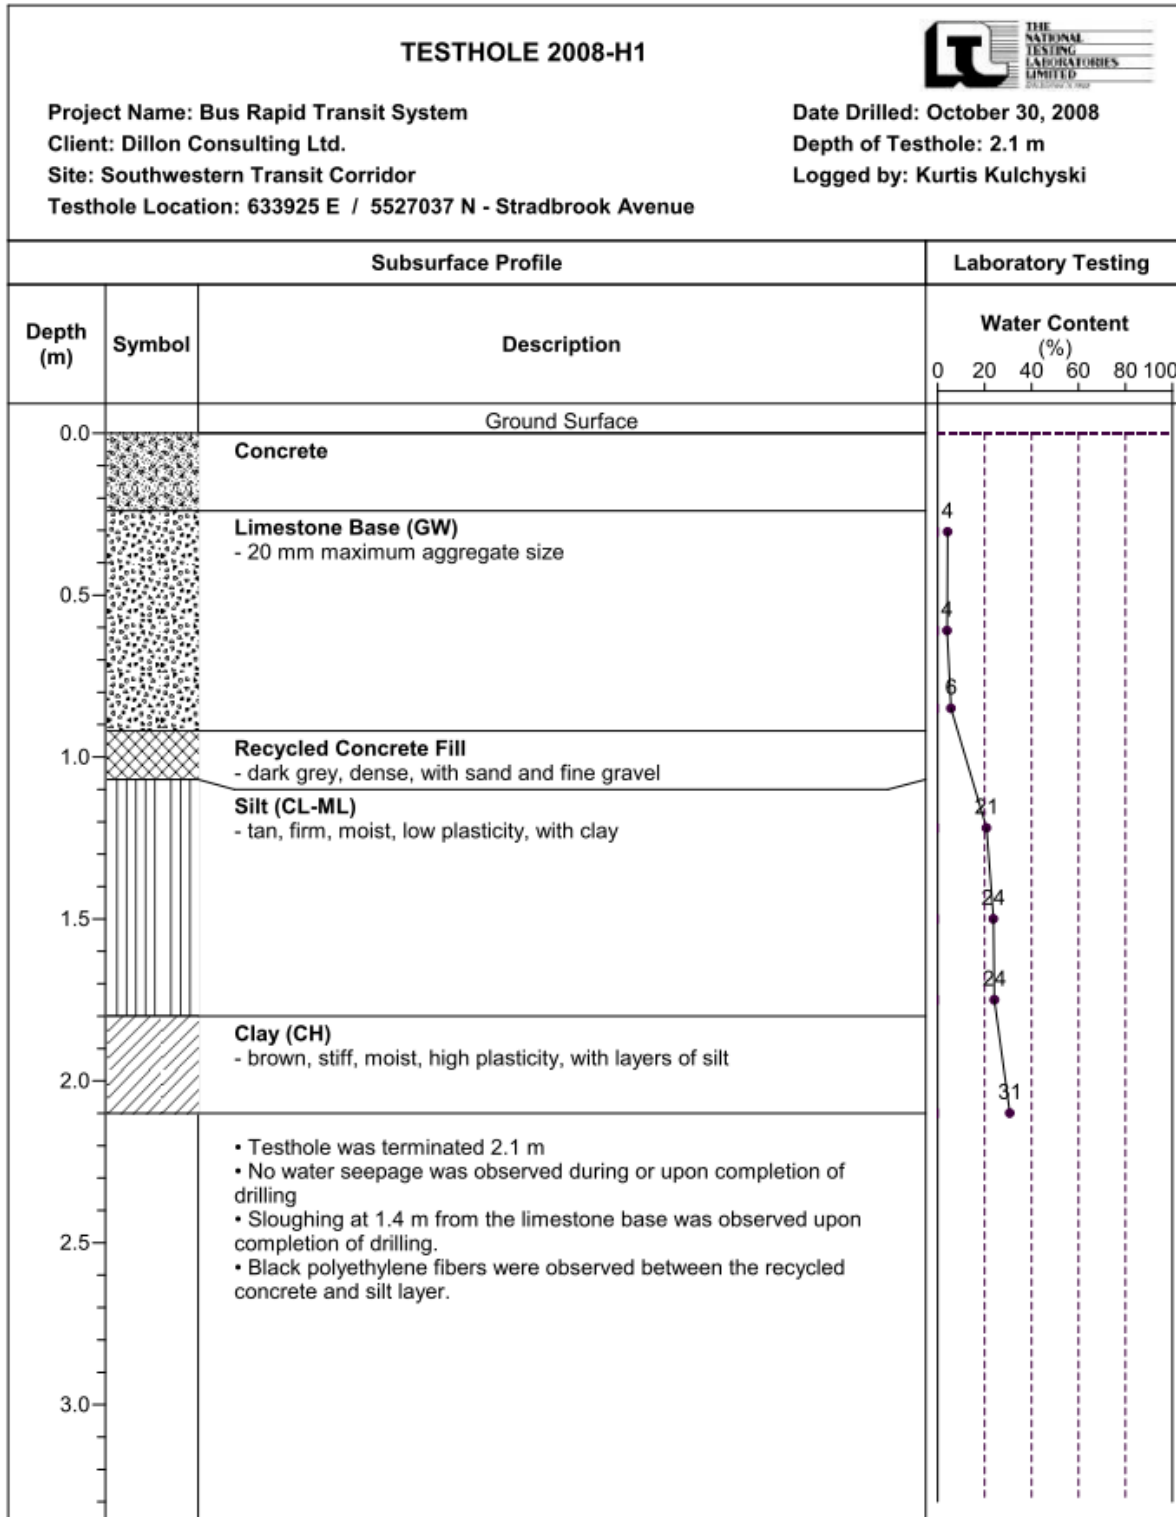 TESTHOLE 2008-H1
THE
NATIONAL
TESTING
LABORATORIES
LIMITED
Project Name: Bus Rapid Transit System
Client: Dillon Consulting Ltd.
Site: Southwestern Transit Corridor
Testhole Location: 633925 E / 5527037 N - Stradbrook Avenue
Date Drilled: October 30, 2008
Depth of Testhole: 2.1 m
Logged by: Kurtis Kulchyski
Subsurface Profile
Laboratory Testing
Depth
(m)
Symbol
Description
Water Content
(%)
0 20 40 60 80 100
Ground Surface
0.0
Concrete
Limestone Base (GW)
- 20 mm maximum aggregate size
4
0.5
4
6
Recycled Concrete Fill
- dark grey, dense, with sand and fine gravel
1.0
Silt (CL-ML)
- tan, firm, moist, low plasticity, with clay
21
1.5
24
24
Clay (CH)
- brown, stiff, moist, high plasticity, with layers of silt
2.0
31
• Testhole was terminated 2.1 m
• No water seepage was observed during or upon completion of
drilling
• Sloughing at 1.4 m from the limestone base was observed upon
completion of drilling.
• Black polyethylene fibers were observed between the recycled
concrete and silt layer.
2.5
3.0